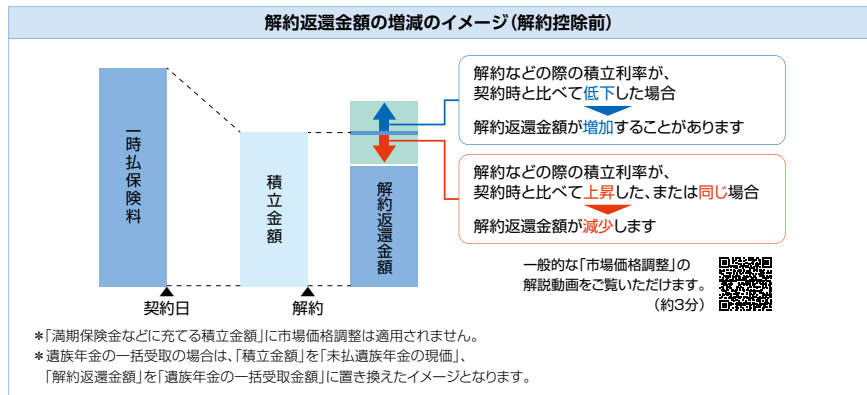 解約返還金額の増減のイメージ（解約控除前）
一時払保険料
積立金額
解約返還金額
契約日
解約
解約などの際の積立利率が、
契約時と比べて低下した場合
解約返還金額が増加することがあります
解約などの際の積立利率が、
契約時と比べて上昇した、または同じ場合
解約返還金額が減少します
一般的な「市場価格調整」の
解説動画をご覧いただけます。
（約3分）
＊「満期保険金などに充てる積立金額」に市場価格調整は適用されません。
＊遺族年金の一括受取の場合は、「積立金額」を「未払遺族年金の現価」、
「解約返還金額」を「遺族年金の一括受取金額」に置き換えたイメージとなります。